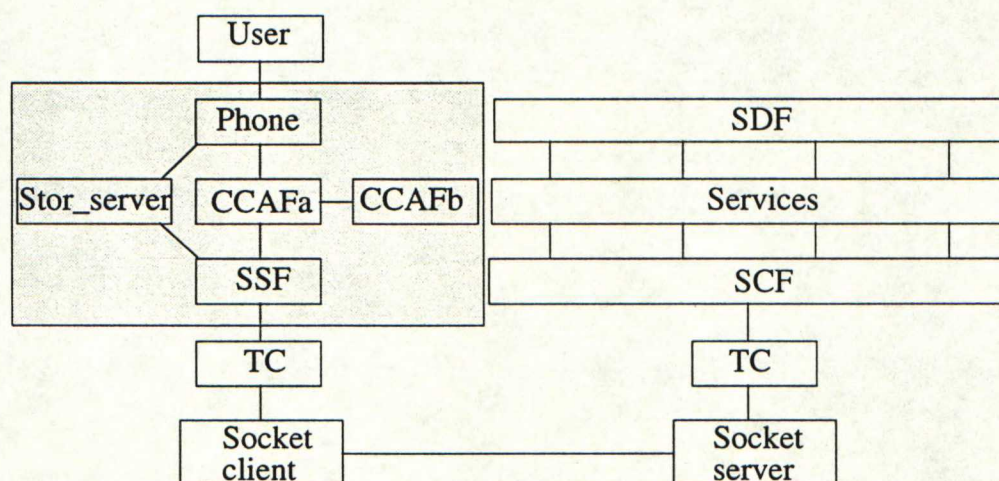 User
Phone
SDF
Stor_server
CCAFa
CCAFb
Services
SSF
SCF
TC
TC
Socket
client
Socket
server